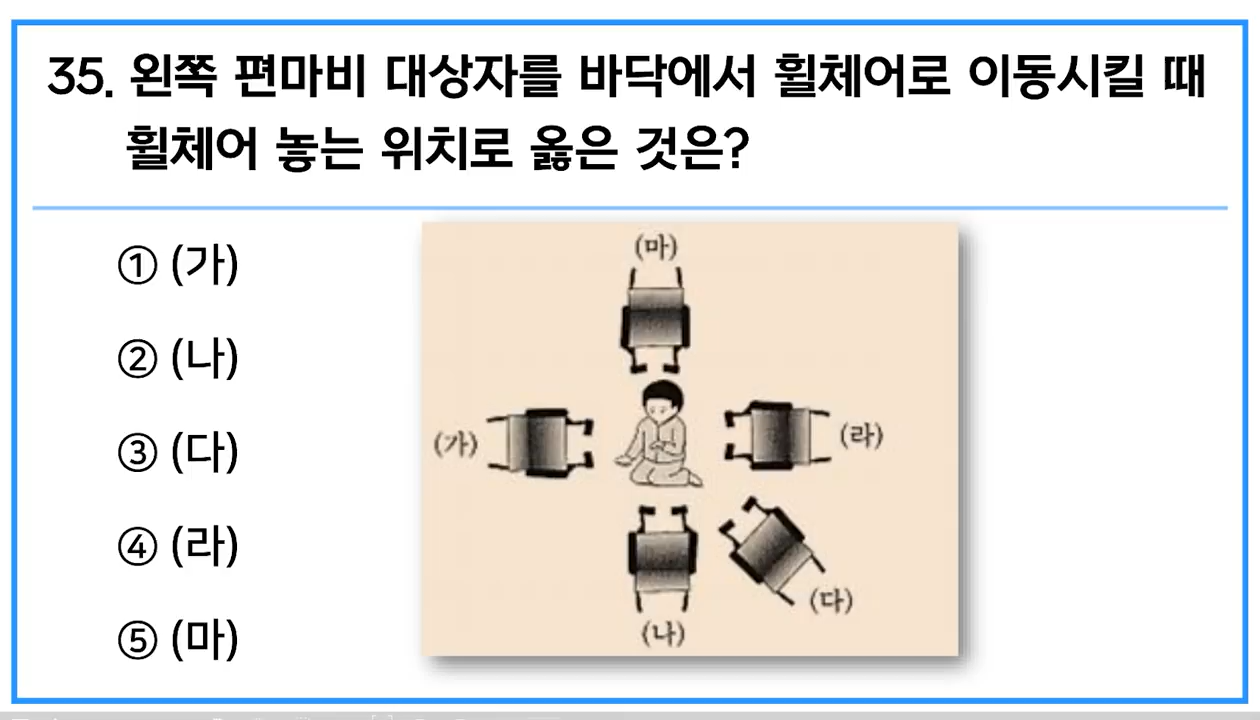 35. 왼쪽 편마비 대상자를 바닥에서 휠체어로 이동시킬 때
휠체어 놓는 위치로 옳은 것은?
① (가)
② (나)
③ (다)
④ (라)
⑤ (마)
(마)
(가)
(라)
(다)
(나)